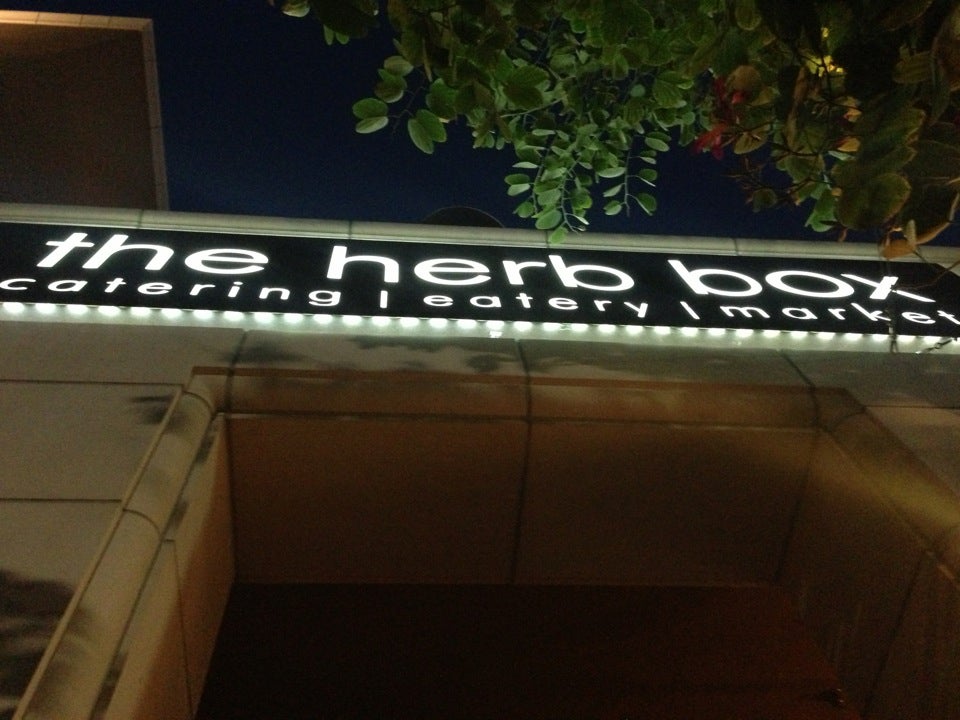 the herb box
catering | eatery | market